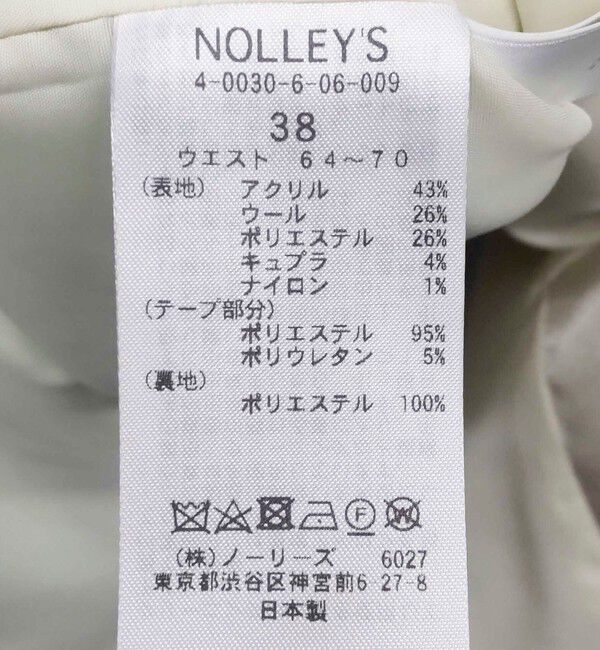 NOLLEY'S
4-0030-6-06-009
38
ウエスト 64～70
(表地) アクリル 43%
ウール 26%
ポリエステル 26%
キュプラ 4%
ナイロン 1%
(テープ部分)
ポリエステル 95%
ポリウレタン 5%
(裏地)
ポリエステル 100%
F W
(株)ノーリーズ 6027
東京都渋谷区神宮前6 27-8
日本製